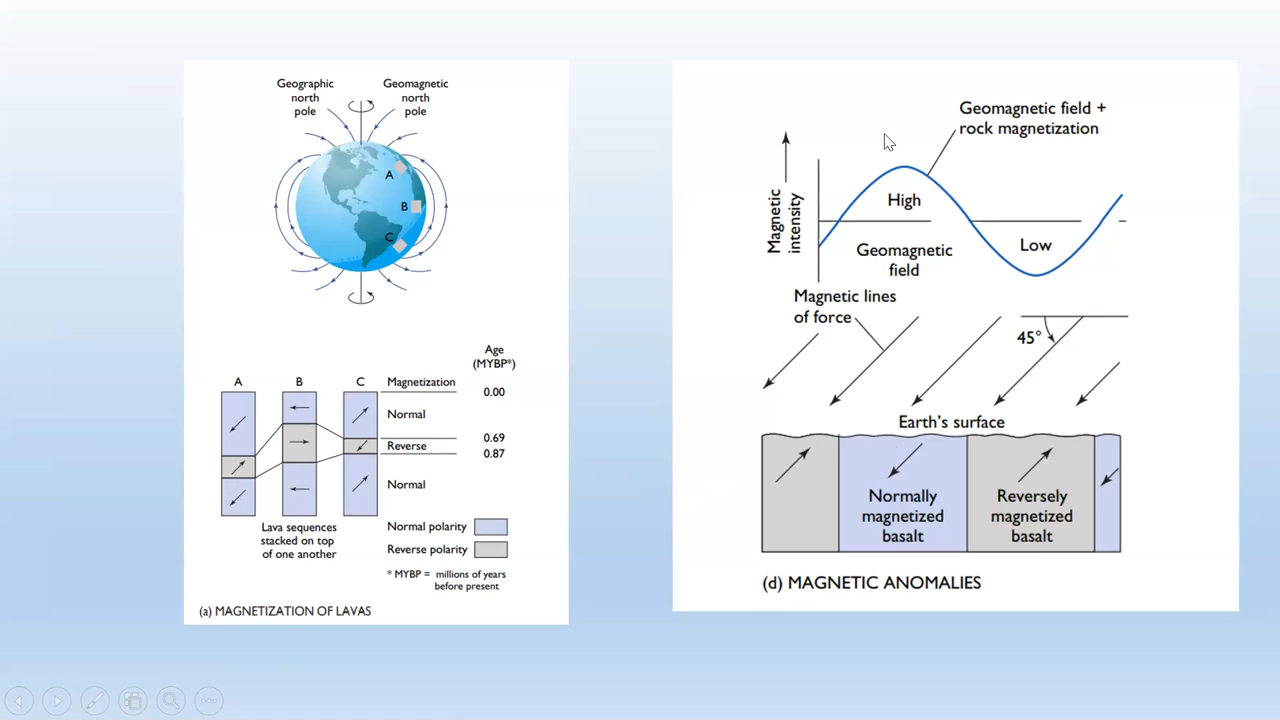 Geographic
north
pole
Geomagnetic
north
pole
A
B
C
Age
(MYBP*)
A
B
C
Magnetization
0.00
Normal
0.69
Reverse
0.87
Normal
Lava sequences
stacked on top
of one another
Normal polarity
Reverse polarity
* MYBP = millions of years
before present
(a) MAGNETIZATION OF LAVAS
Geomagnetic field +
rock magnetization
Magnetic
intensity
High
Geomagnetic
field
Low
Magnetic lines
of force
45°
Earth's surface
Normally
magnetized
basalt
Reversely
magnetized
basalt
(d) MAGNETIC ANOMALIES